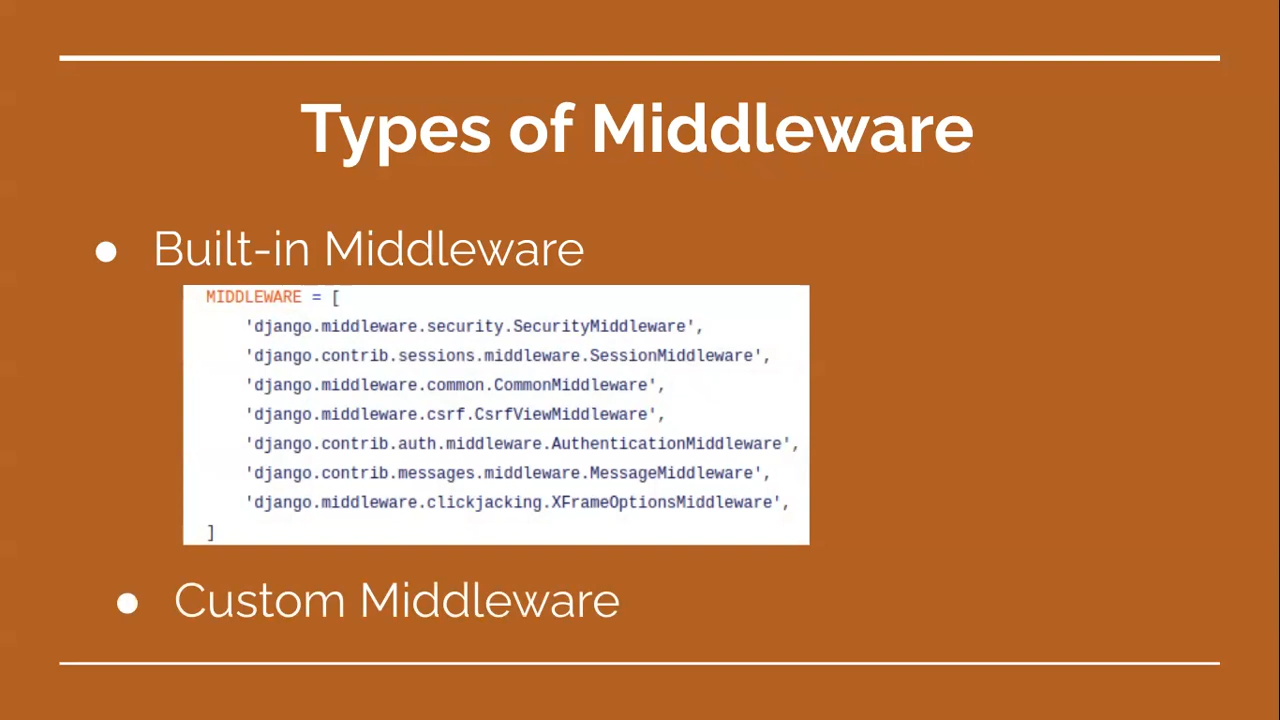 Types of Middleware
● Built-in Middleware
MIDDLEWARE = [
    'django.middleware.security.SecurityMiddleware',
    'django.contrib.sessions.middleware.SessionMiddleware',
    'django.middleware.common.CommonMiddleware',
    'django.middleware.csrf.CsrfViewMiddleware',
    'django.contrib.auth.middleware.AuthenticationMiddleware',
    'django.contrib.messages.middleware.MessageMiddleware',
    'django.middleware.clickjacking.XFrameOptionsMiddleware',
]
● Custom Middleware